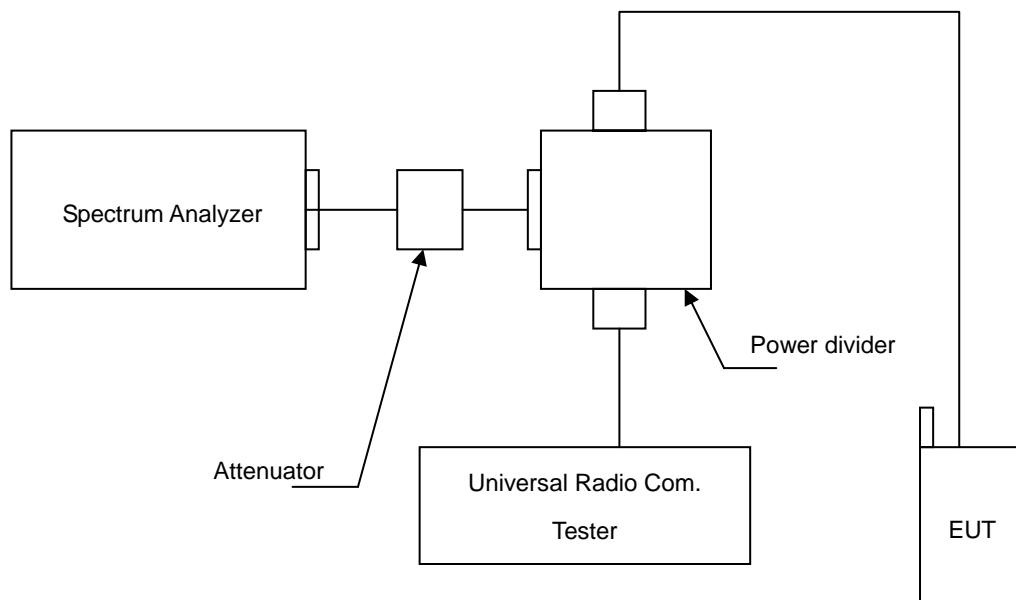 Spectrum Analyzer
Power divider
Attenuator
Universal Radio Com.
Tester
EUT